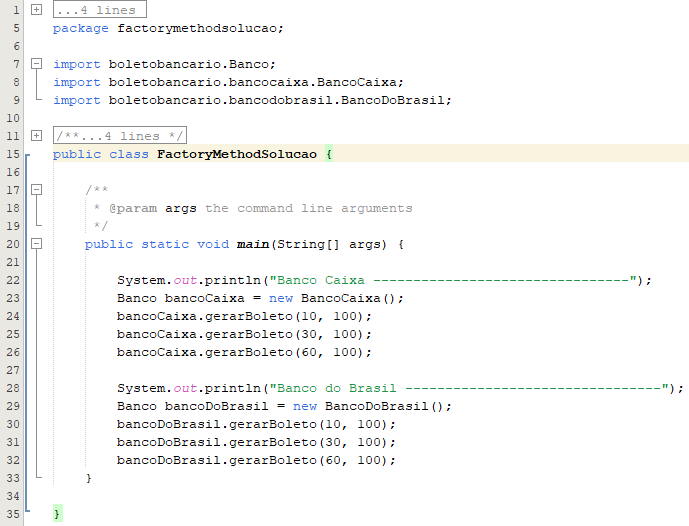 1 ...4 lines
5 package factorymethodsolucao;
6
7 import boletobancario.Banco;
8 import boletobancario.bancocaixa.BancoCaixa;
9 import boletobancario.bancodobrasil.BancoDoBrasil;
10
11 /**...4 lines */
15 public class FactoryMethodSolucao {
16
17 /**
18 * @param args the command line arguments
19 */
20 public static void main(String[] args) {
21
22 System.out.println("Banco Caixa --------------------------------");
23 Banco bancoCaixa = new BancoCaixa();
24 bancoCaixa.gerarBoleto(10, 100);
25 bancoCaixa.gerarBoleto(30, 100);
26 bancoCaixa.gerarBoleto(60, 100);
27
28 System.out.println("Banco do Brasil --------------------------------");
29 Banco bancoDoBrasil = new BancoDoBrasil();
30 bancoDoBrasil.gerarBoleto(10, 100);
31 bancoDoBrasil.gerarBoleto(30, 100);
32 bancoDoBrasil.gerarBoleto(60, 100);
33 }
34
35 }